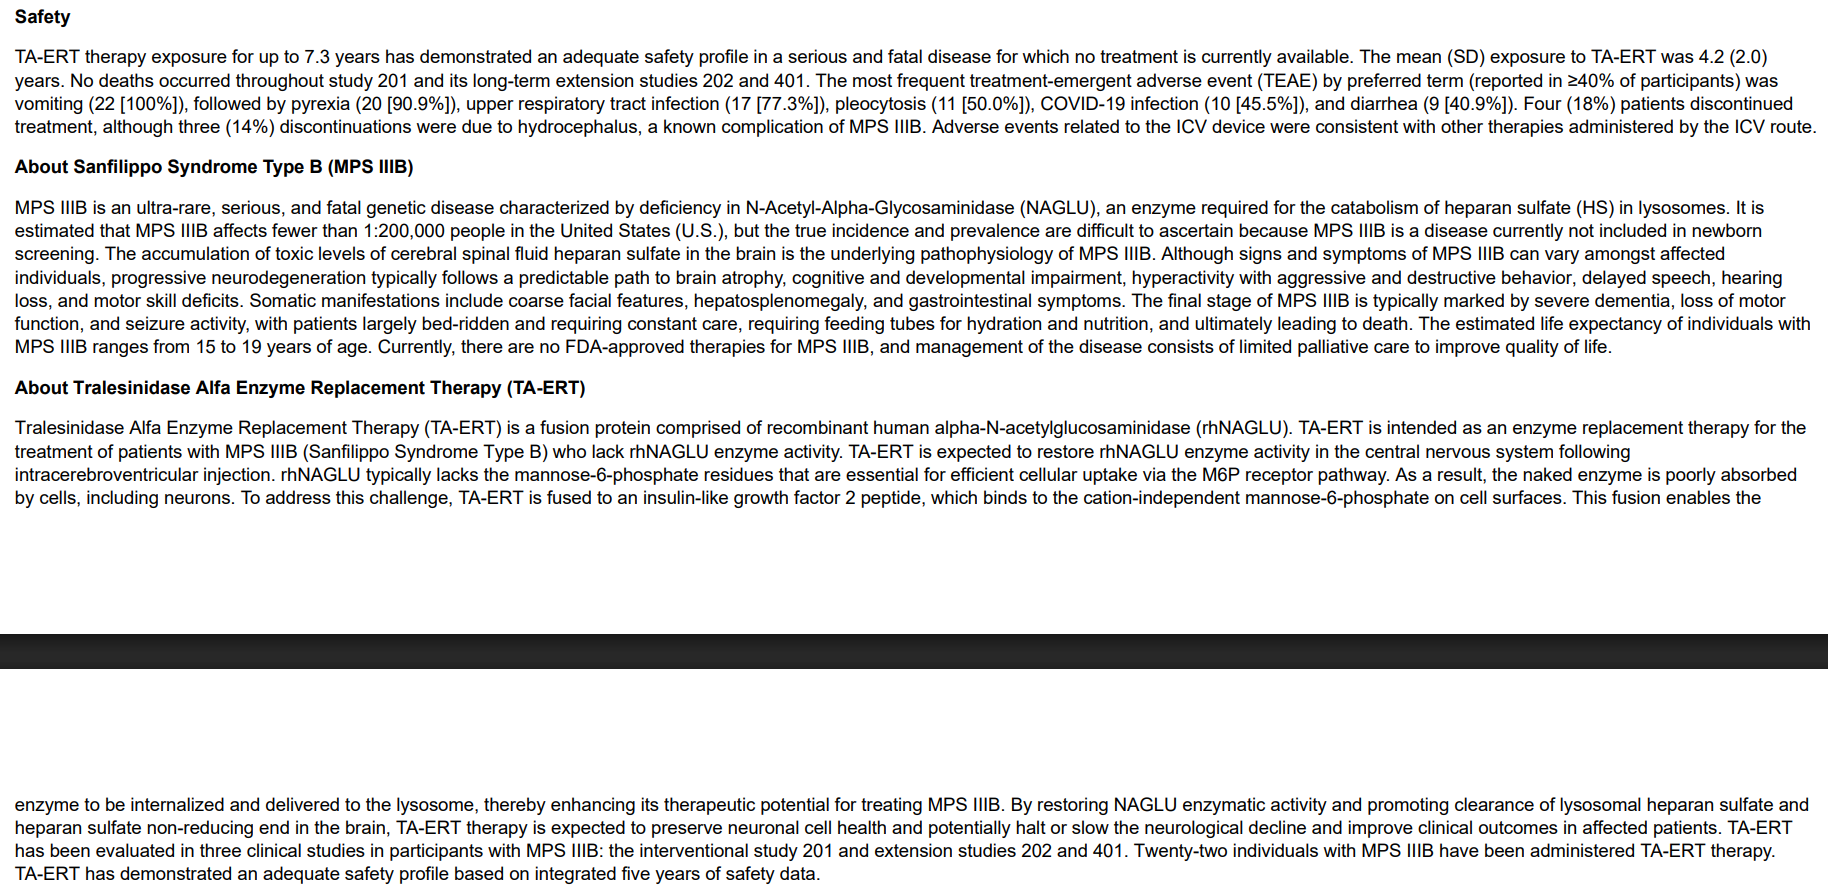 Safety
TA-ERT therapy exposure for up to 7.3 years has demonstrated an adequate safety profile in a serious and fatal disease for which no treatment is currently available. The mean (SD) exposure to TA-ERT was 4.2 (2.0)
years. No deaths occurred throughout study 201 and its long-term extension studies 202 and 401. The most frequent treatment-emergent adverse event (TEAE) by preferred term (reported in ≥40% of participants) was
vomiting (22 [100%]), followed by pyrexia (20 [90.9%]), upper respiratory tract infection (17 [77.3%]), pleocytosis (11 [50.0%]), COVID-19 infection (10 [45.5%]), and diarrhea (9 [40.9%]). Four (18%) patients discontinued
treatment, although three (14%) discontinuations were due to hydrocephalus, a known complication of MPS IIIB. Adverse events related to the ICV device were consistent with other therapies administered by the ICV route.
About Sanfilippo Syndrome Type B (MPS IIIB)
MPS IIIB is an ultra-rare, serious, and fatal genetic disease characterized by deficiency in N-Acetyl-Alpha-Glycosaminidase (NAGLU), an enzyme required for the catabolism of heparan sulfate (HS) in lysosomes. It is
estimated that MPS IIIB affects fewer than 1:200,000 people in the United States (U.S.), but the true incidence and prevalence are difficult to ascertain because MPS IIIB is a disease currently not included in newborn
screening. The accumulation of toxic levels of cerebral spinal fluid heparan sulfate in the brain is the underlying pathophysiology of MPS IIIB. Although signs and symptoms of MPS IIIB can vary amongst affected
individuals, progressive neurodegeneration typically follows a predictable path to brain atrophy, cognitive and developmental impairment, hyperactivity with aggressive and destructive behavior, delayed speech, hearing
loss, and motor skill deficits. Somatic manifestations include coarse facial features, hepatosplenomegaly, and gastrointestinal symptoms. The final stage of MPS IIIB is typically marked by severe dementia, loss of motor
function, and seizure activity, with patients largely bed-ridden and requiring constant care, requiring feeding tubes for hydration and nutrition, and ultimately leading to death. The estimated life expectancy of individuals with
MPS IIIB ranges from 15 to 19 years of age. Currently, there are no FDA-approved therapies for MPS IIIB, and management of the disease consists of limited palliative care to improve quality of life.
About Tralesinidase Alfa Enzyme Replacement Therapy (TA-ERT)
Tralesinidase Alfa Enzyme Replacement Therapy (TA-ERT) is a fusion protein comprised of recombinant human alpha-N-acetylglucosaminidase (rhNAGLU). TA-ERT is intended as an enzyme replacement therapy for the
treatment of patients with MPS IIIB (Sanfilippo Syndrome Type B) who lack rhNAGLU enzyme activity. TA-ERT is expected to restore rhNAGLU enzyme activity in the central nervous system following
intracerebroventricular injection. rhNAGLU typically lacks the mannose-6-phosphate residues that are essential for efficient cellular uptake via the M6P receptor pathway. As a result, the naked enzyme is poorly absorbed
by cells, including neurons. To address this challenge, TA-ERT is fused to an insulin-like growth factor 2 peptide, which binds to the cation-independent mannose-6-phosphate on cell surfaces. This fusion enables the
enzyme to be internalized and delivered to the lysosome, thereby enhancing its therapeutic potential for treating MPS IIIB. By restoring NAGLU enzymatic activity and promoting clearance of lysosomal heparan sulfate and
heparan sulfate non-reducing end in the brain, TA-ERT therapy is expected to preserve neuronal cell health and potentially halt or slow the neurological decline and improve clinical outcomes in affected patients. TA-ERT
has been evaluated in three clinical studies in participants with MPS IIIB: the interventional study 201 and extension studies 202 and 401. Twenty-two individuals with MPS IIIB have been administered TA-ERT therapy.
TA-ERT has demonstrated an adequate safety profile based on integrated five years of safety data.